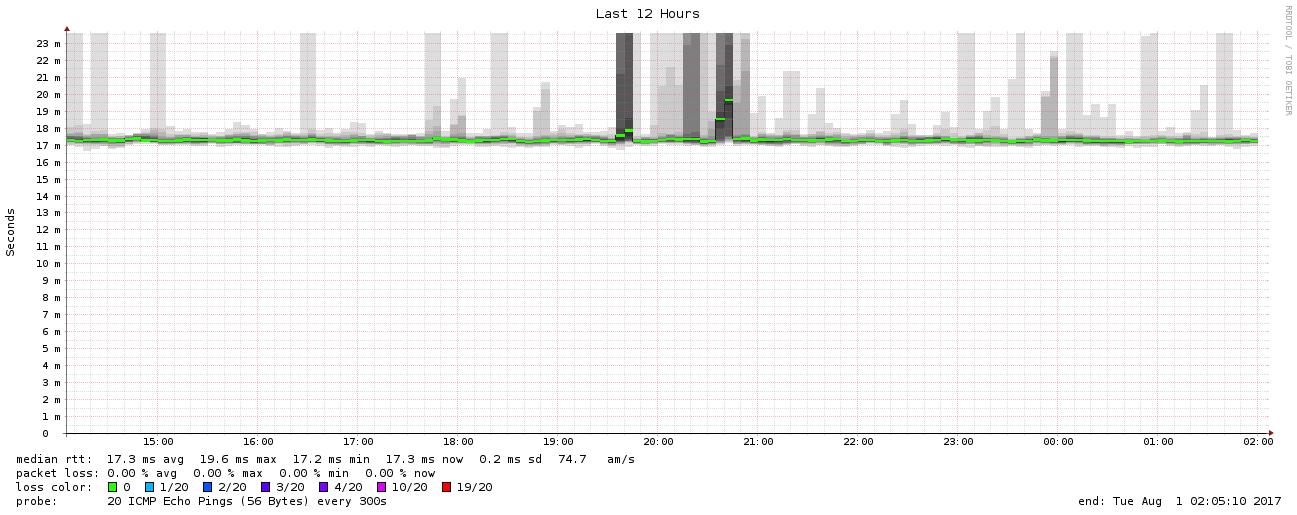 Last 12 Hours
RRDTOOL / TOBI OETIKER
23 m
22 m
21 m
20 m
19 m
18 m
17 m
16 m
15 m
14 m
13 m
12 m
11 m
10 m
9 m
8 m
7 m
6 m
5 m
4 m
3 m
2 m
1 m
0
Seconds
15:00 16:00 17:00 18:00 19:00 20:00 21:00 22:00 23:00 00:00 01:00 02:00
median rtt: 17.3 ms avg 19.6 ms max 17.2 ms min 17.3 ms now 0.2 ms sd 74.7 am/s
packet loss: 0.00 % avg 0.00 % max 0.00 % min 0.00 % now
loss color: 0 1/20 2/20 3/20 4/20 10/20 19/20
probe: 20 ICMP Echo Pings (56 Bytes) every 300s end: Tue Aug 1 02:05:10 2017